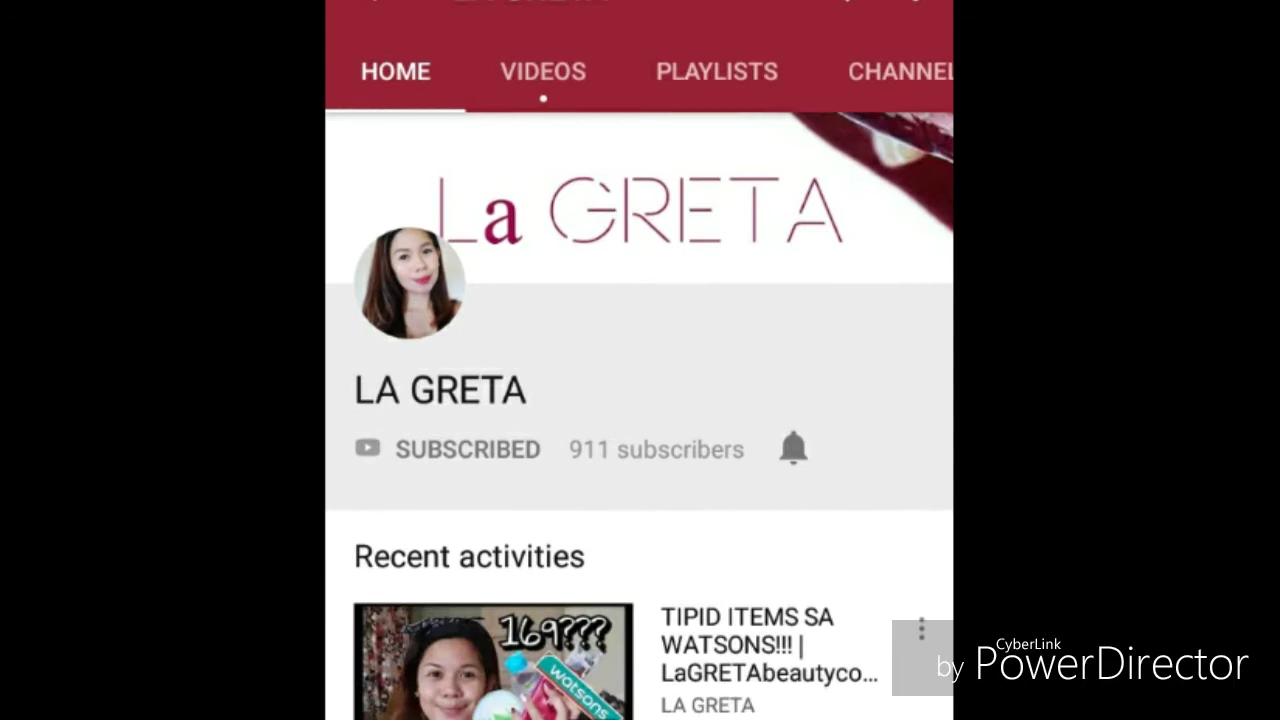 HOME VIDEOS PLAYLISTS CHANNEL
La GRETA
LA GRETA
SUBSCRIBED 911 subscribers
Recent activities
169???
watsons
TIPID ITEMS SA
WATSONS!!! |
LaGRETAbeautyco...
LA GRETA
CyberLink
by PowerDirector